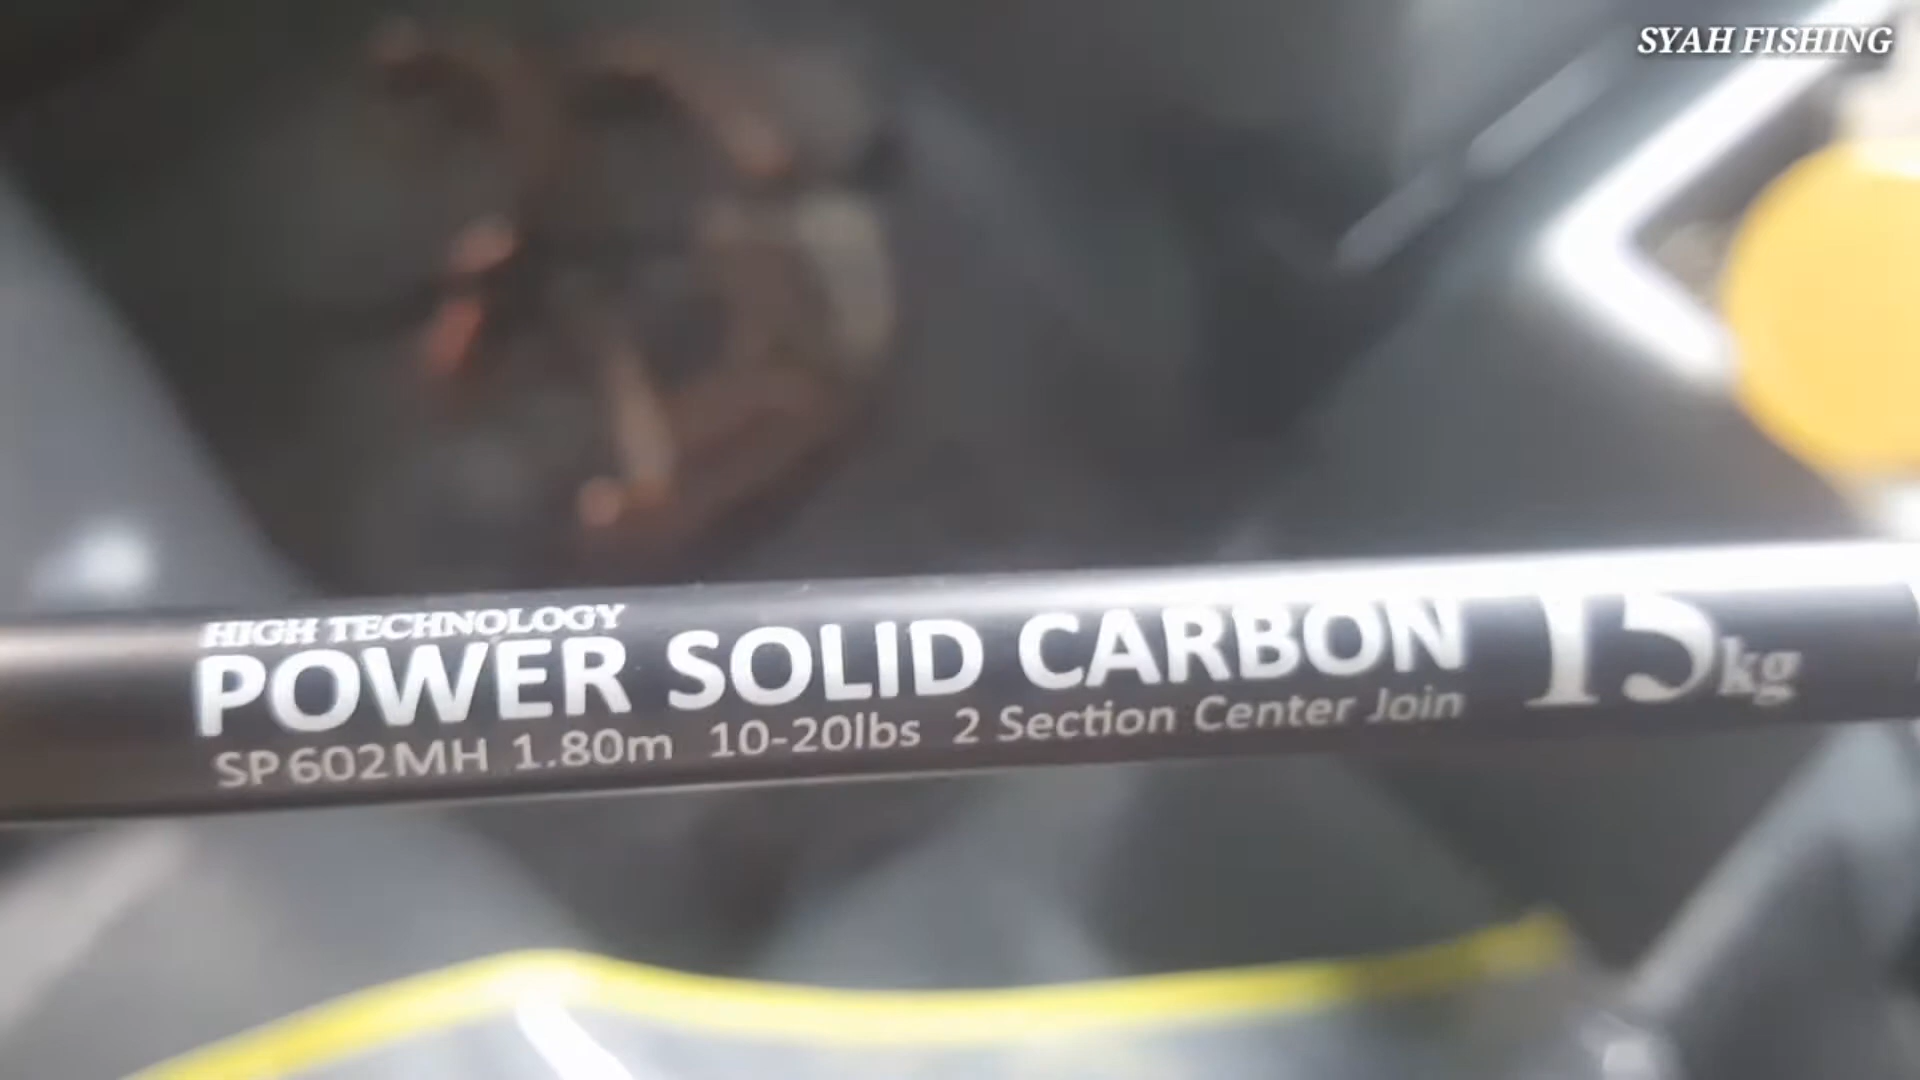 SYAH FISHING
HIGH TECHNOLOGY
POWER SOLID CARBON 15kg
SP602MH 1.80m 10-20lbs 2 Section Center Join